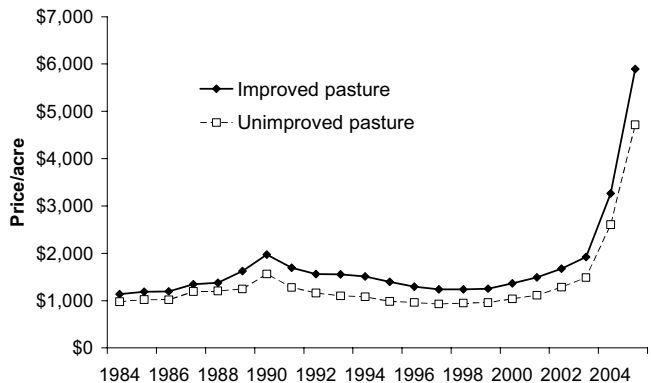 $7,000
$6,000
$5,000
$4,000
$3,000
$2,000
$1,000
$0
Price/acre
Improved pasture
Unimproved pasture
1984 1986 1988 1990 1992 1994 1996 1998 2000 2002 2004